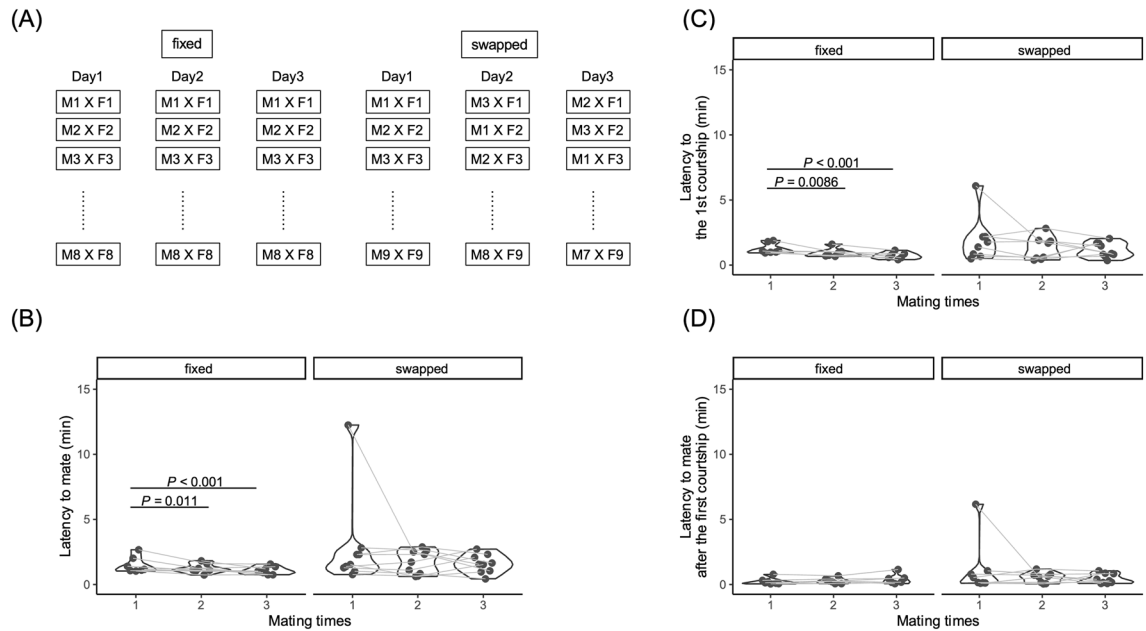 (A)
fixed
swapped
Day1 Day2 Day3 Day1 Day2 Day3
M1 X F1 M1 X F1 M1 X F1 M1 X F1 M3 X F1 M2 X F1
M2 X F2 M2 X F2 M2 X F2 M2 X F2 M1 X F2 M3 X F2
M3 X F3 M3 X F3 M3 X F3 M3 X F3 M2 X F3 M1 X F3
M8 X F8 M8 X F8 M8 X F8 M9 X F9 M8 X F9 M7 X F9
(B)
fixed
swapped
Latency to mate (min)
15
10
5
0
P < 0.001
P = 0.011
1 2 3 1 2 3
Mating times
(C)
fixed
swapped
Latency to
the 1st courtship (min)
15
10
5
0
P < 0.001
P = 0.0086
1 2 3 1 2 3
Mating times
(D)
fixed
swapped
Latency to mate
after the first courtship (min)
15
10
5
0
1 2 3 1 2 3
Mating times